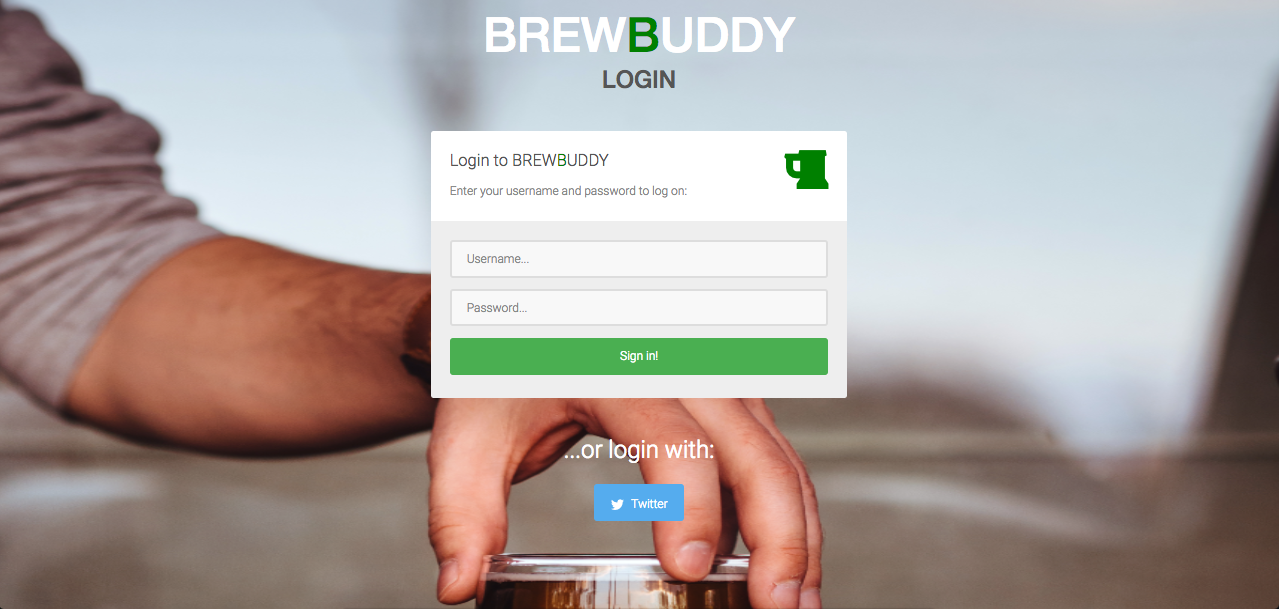 BREWBUDDY
LOGIN
Login to BREWBUDDY
Enter your username and password to log on:
Username...
Password...
Sign in!
...or login with:
Twitter